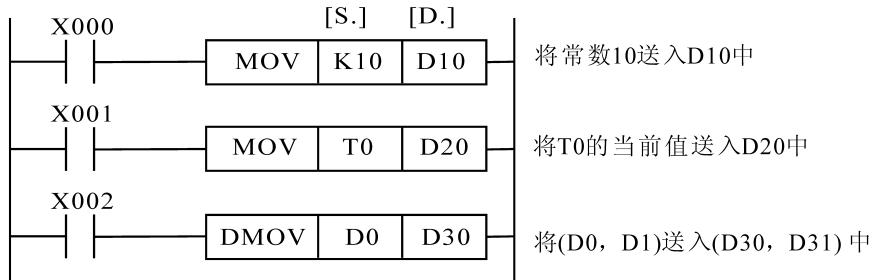 [S.] [D.]
X000
MOV K10 D10 将常数10送入D10中
X001
MOV T0 D20 将T0的当前值送入D20中
X002
DMOV D0 D30 将(D0，D1)送入(D30，D31) 中